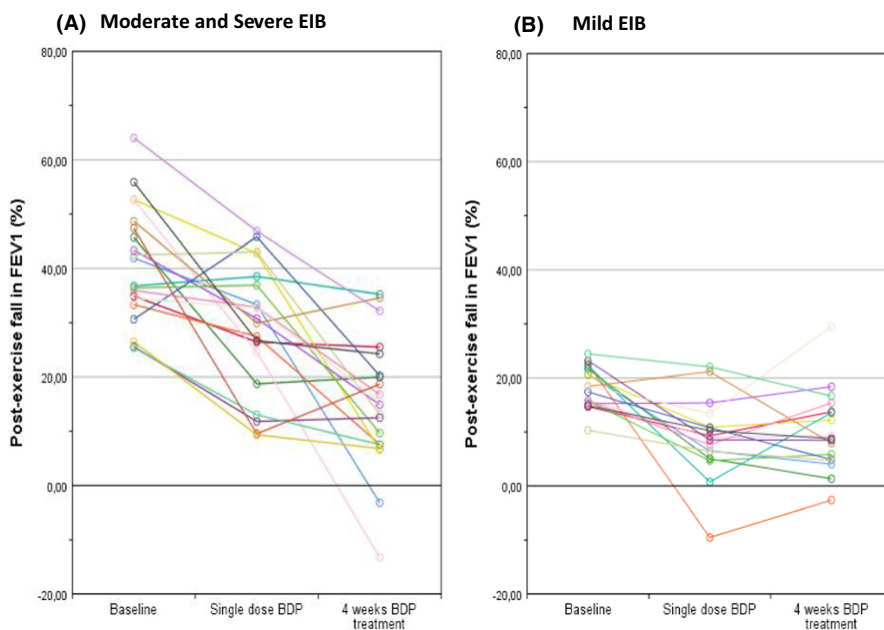 (A) Moderate and Severe EIB
80,00
60,00
40,00
20,00
0,00
-20,00
Post-exercise fall in FEV1 (%)
Baseline
Single dose BDP
4 weeks BDP
treatment
(B) Mild EIB
80,00
60,00
40,00
20,00
0,00
-20,00
Post-exercise fall in FEV1 (%)
Baseline
Single dose BDP
4 weeks BDP
treatment